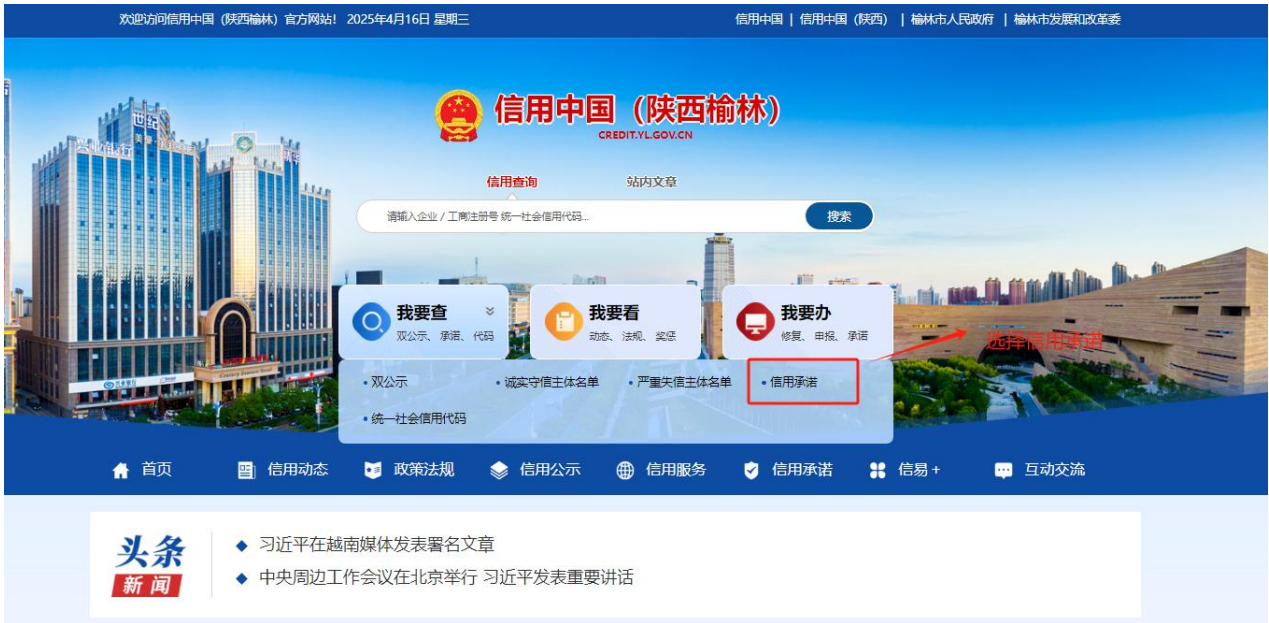 欢迎访问信用中国（陕西榆林）官方网站！ 2025年4月16日 星期三
信用中国 | 信用中国（陕西） | 榆林市人民政府 | 榆林市发展和改革委
世纪
兴业银行
信用中国（陕西榆林）
CREDIT.YL.GOV.CN
信用查询 站内文章
请输入企业 / 工商注册号 统一社会信用代码... 搜索
我要查 我要看 我要办
双公示、承诺、代码 动态、法规、奖惩 修复、申报、承诺
选择信用承诺
• 双公示 • 诚实守信主体名单 • 严重失信主体名单 • 信用承诺
• 统一社会信用代码
首页 信用动态 政策法规 信用公示 信用服务 信用承诺 信易+ 互动交流
头条
新闻
◆ 习近平在越南媒体发表署名文章
◆ 中央周边工作会议在北京举行 习近平发表重要讲话